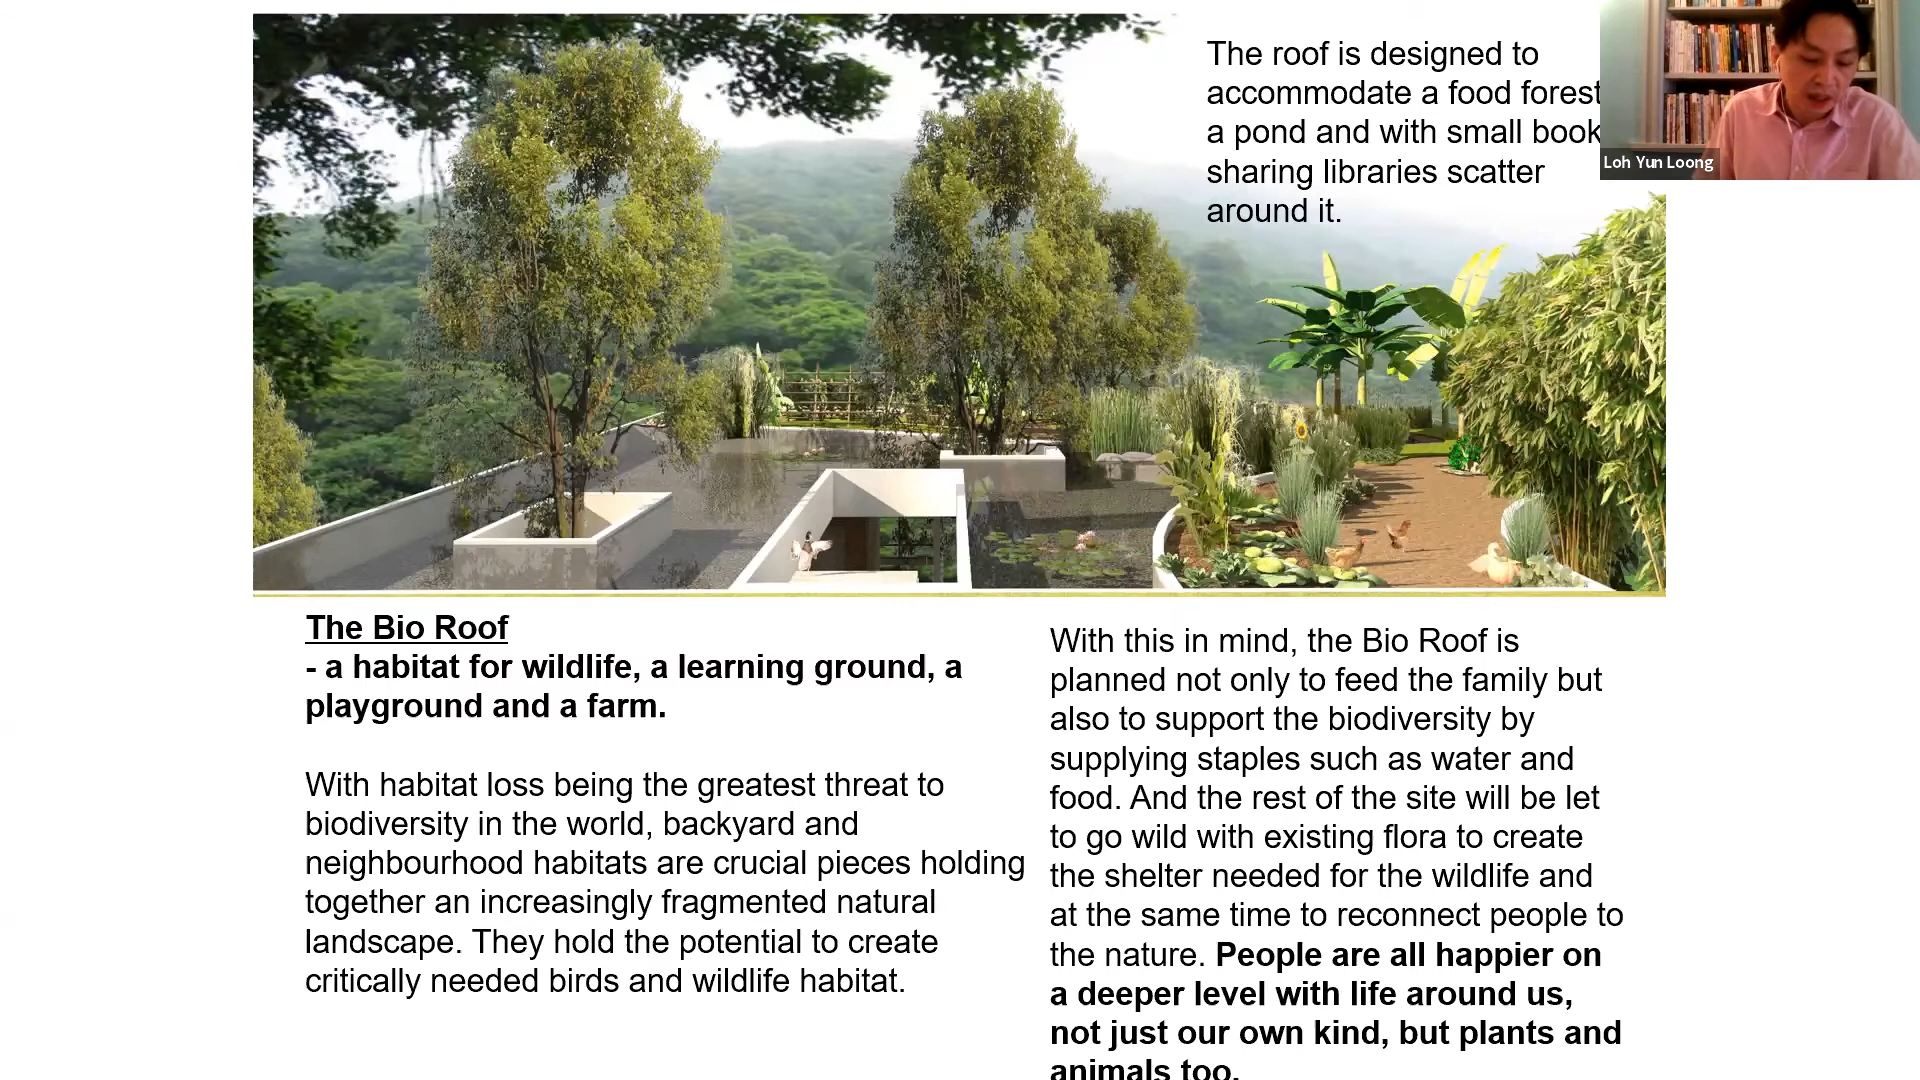 The roof is designed to
accommodate a food forest
a pond and with small book
sharing libraries scatter
around it.
Loh Yun Loong
The Bio Roof
- a habitat for wildlife, a learning ground, a
playground and a farm.
With habitat loss being the greatest threat to
biodiversity in the world, backyard and
neighbourhood habitats are crucial pieces holding
together an increasingly fragmented natural
landscape. They hold the potential to create
critically needed birds and wildlife habitat.
With this in mind, the Bio Roof is
planned not only to feed the family but
also to support the biodiversity by
supplying staples such as water and
food. And the rest of the site will be let
to go wild with existing flora to create
the shelter needed for the wildlife and
at the same time to reconnect people to
the nature. People are all happier on
a deeper level with life around us,
not just our own kind, but plants and
animals too.